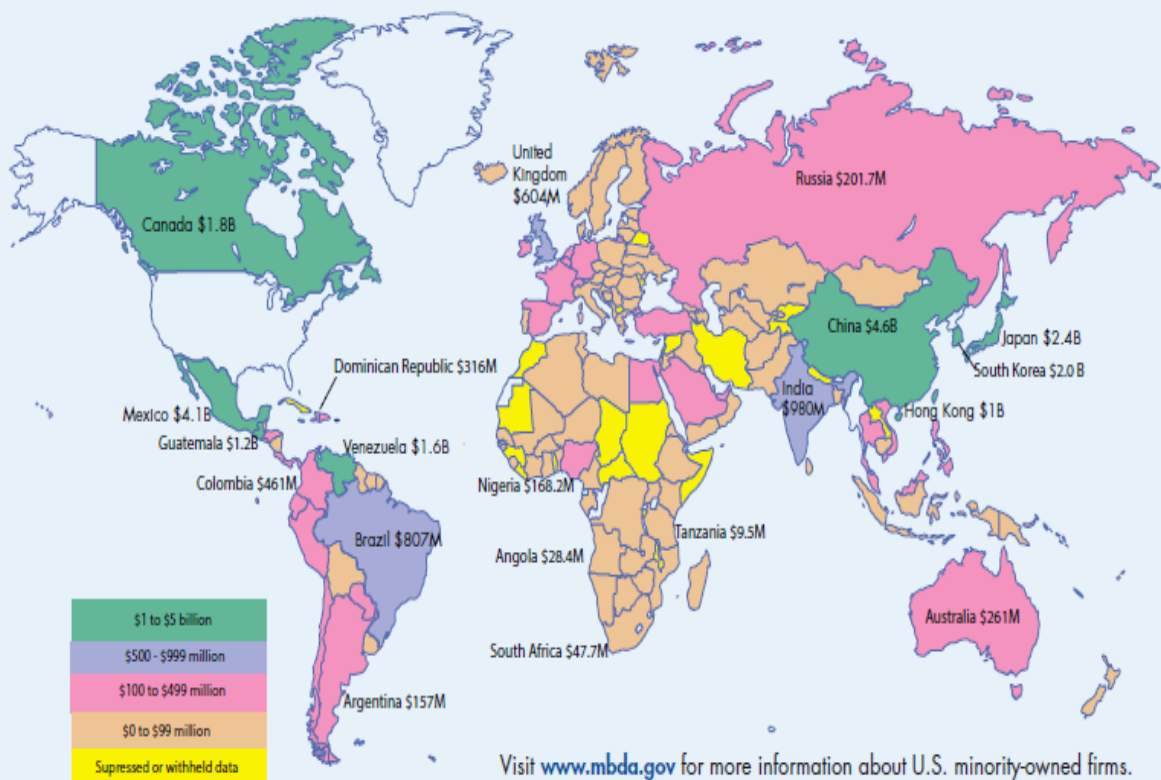 United
Kingdom
$604M
Russia $201.7M
Canada $1.8B
China $4.6B
Japan $2.4B
South Korea $2.0 B
Dominican Republic $316M
India
$980M
Hong Kong $1B
Mexico $4.1B
Guatemala $1.2B
Venezuela $1.6B
Colombia $461M
Nigeria $168.2M
Tanzania $9.5M
Brazil $807M
Angola $28.4M
Australia $261M
South Africa $47.7M
Argentina $157M
$1 to $5 billion
$500 - $999 million
$100 to $499 million
$0 to $99 million
Supressed or withheld data
Visit www.mbda.gov for more information about U.S. minority-owned firms.